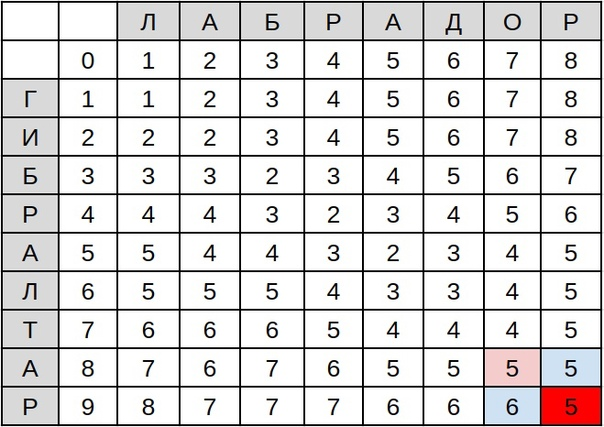 Л А Б Р А Д О Р
0 1 2 3 4 5 6 7 8
Г 1 1 2 3 4 5 6 7 8
И 2 2 2 3 4 5 6 7 8
Б 3 3 3 2 3 4 5 6 7
Р 4 4 4 3 2 3 4 5 6
А 5 5 4 4 3 2 3 4 5
Л 6 5 5 5 4 3 3 4 5
Т 7 6 6 6 5 4 4 4 5
А 8 7 6 7 6 5 5 5 5
Р 9 8 7 7 7 6 6 6 5